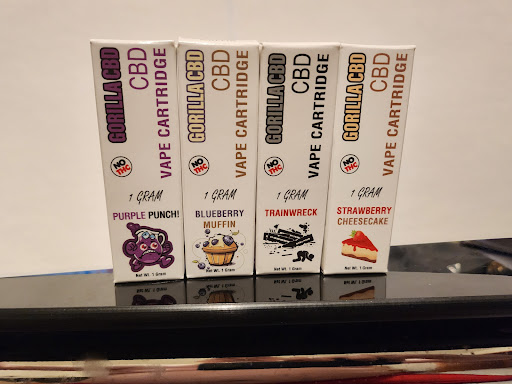 GORILLA CBD
CBD
VAPE CARTRIDGE
NO
THC
1 GRAM
PURPLE PUNCH!
Net Wt. 1 Gram
GORILLA CBD
CBD
VAPE CARTRIDGE
NO
THC
1 GRAM
BLUEBERRY
MUFFIN
Net Wt. 1 Gram
GORILLA CBD
CBD
VAPE CARTRIDGE
NO
THC
1 GRAM
TRAINWRECK
Net Wt. 1 Gram
GORILLA CBD
CBD
VAPE CARTRIDGE
NO
THC
1 GRAM
STRAWBERRY
CHEESECAKE
Net Wt. 1 Gram